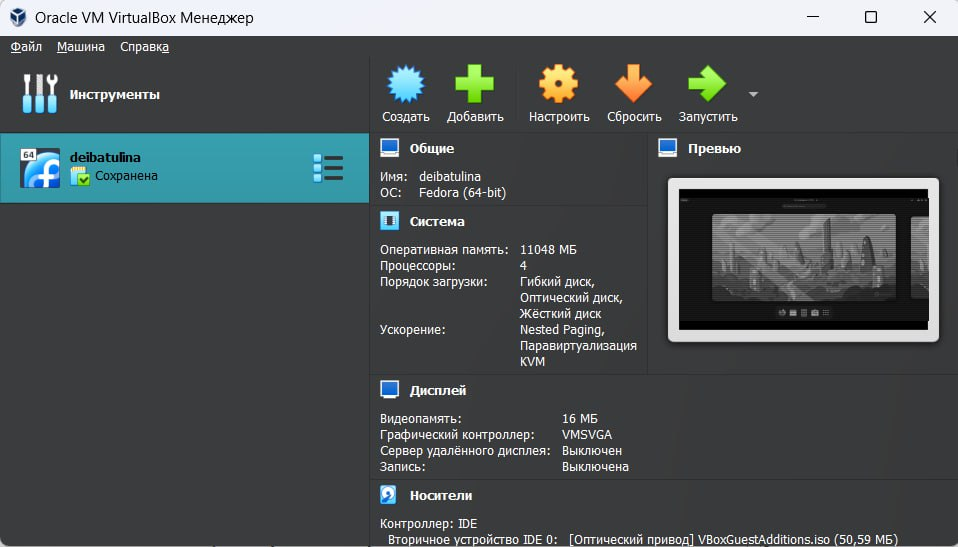 Oracle VM VirtualBox Менеджер
Файл Машина Справка
Инструменты
Создать Добавить Настроить Сбросить Запустить
64
deibatulina
Сохранена
Общие
Имя: deibatulina
ОС: Fedora (64-bit)
Превью
Система
Оперативная память: 11048 МБ
Процессоры: 4
Порядок загрузки: Гибкий диск,
Оптический диск,
Жёсткий диск
Ускорение: Nested Paging,
Паравиртуализация
KVM
Дисплей
Видеопамять: 16 МБ
Графический контроллер: VMSVGA
Сервер удалённого дисплея: Выключен
Запись: Выключена
Носители
Контроллер: IDE
Вторичное устройство IDE 0: [Оптический привод] VBoxGuestAdditions.iso (50,59 МБ)